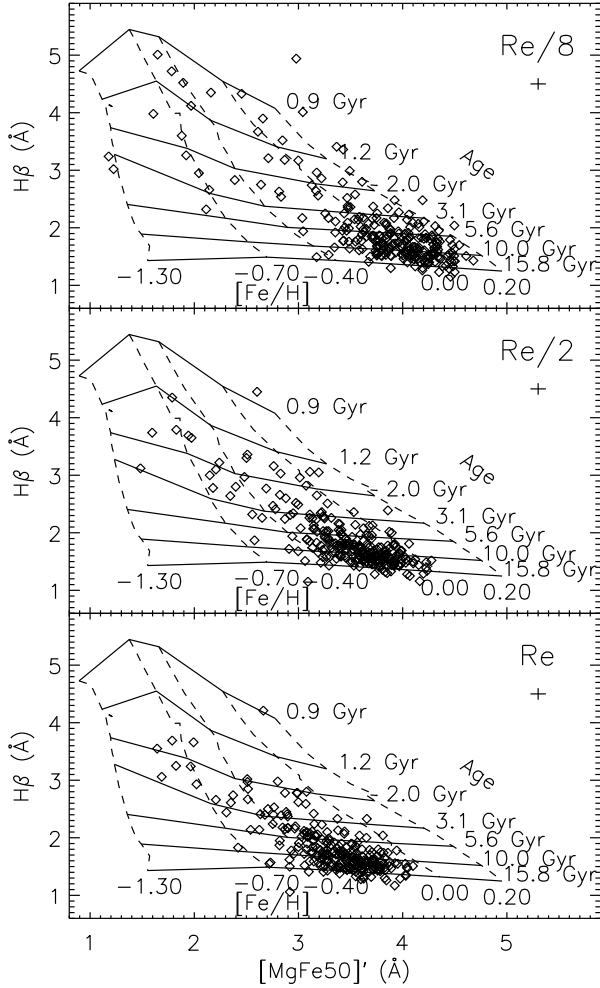 Re/8
5
4
3
2
1
Hβ (Å)
0.9 Gyr
1.2 Gyr
Age
2.0 Gyr
3.1 Gyr
5.6 Gyr
10.0 Gyr
15.8 Gyr
−1.30
−0.70
−0.40
0.00
0.20
[Fe/H]
Re/2
5
4
3
2
1
Hβ (Å)
0.9 Gyr
1.2 Gyr
Age
2.0 Gyr
3.1 Gyr
5.6 Gyr
10.0 Gyr
15.8 Gyr
−1.30
−0.70
−0.40
0.00
0.20
[Fe/H]
Re
5
4
3
2
1
Hβ (Å)
0.9 Gyr
1.2 Gyr
Age
2.0 Gyr
3.1 Gyr
5.6 Gyr
10.0 Gyr
15.8 Gyr
−1.30
−0.70
−0.40
0.00
0.20
[Fe/H]
1 2 3 4 5
[MgFe50]' (Å)